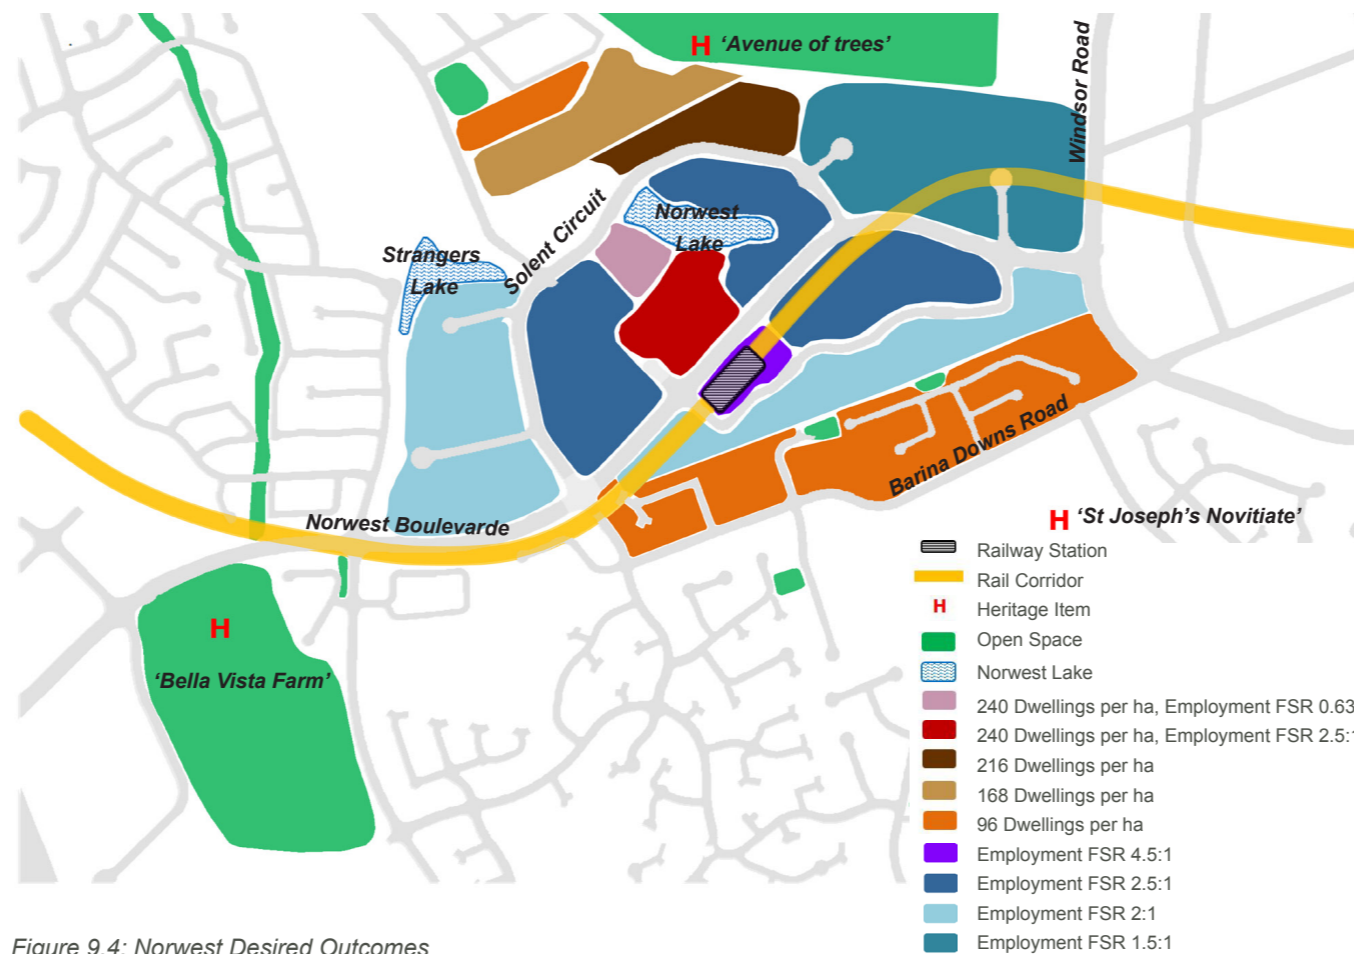 H 'Avenue of trees'
Windsor Road
Norwest
Lake
Solent Circuit
Strangers
Lake
Barina Downs Road
Norwest Boulevarde
H 'St Joseph's Novitiate'
H
'Bella Vista Farm'
Railway Station
Rail Corridor
H Heritage Item
Open Space
Norwest Lake
240 Dwellings per ha, Employment FSR 0.63
240 Dwellings per ha, Employment FSR 2.5:1
216 Dwellings per ha
168 Dwellings per ha
96 Dwellings per ha
Employment FSR 4.5:1
Employment FSR 2.5:1
Employment FSR 2:1
Employment FSR 1.5:1
Figure 9.4: Norwest Desired Outcomes